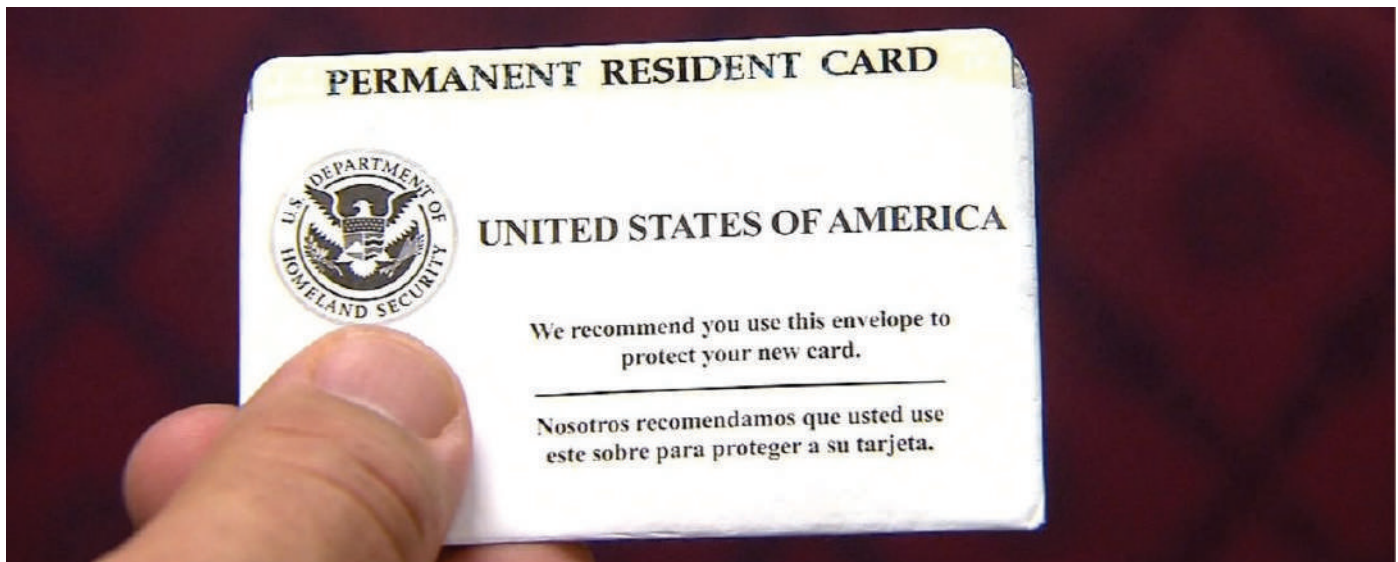 PERMANENT RESIDENT CARD
U.S. DEPARTMENT OF
HOMELAND SECURITY
UNITED STATES OF AMERICA
We recommend you use this envelope to
protect your new card.
Nosotros recomendamos que usted use
este sobre para proteger a su tarjeta.